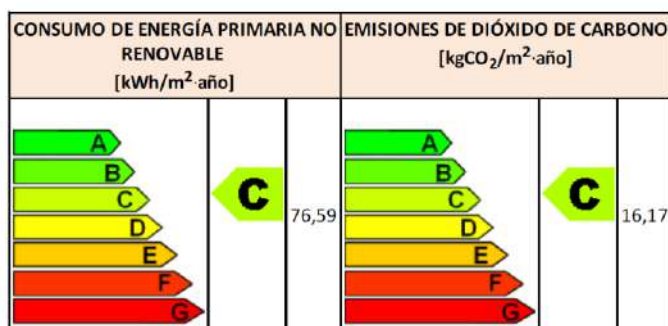 CONSUMO DE ENERGÍA PRIMARIA NO
RENOVABLE
[kWh/m²·año]
EMISIONES DE DIÓXIDO DE CARBONO
[kgCO₂/m²·año]
A
B
C
D
E
F
G
C
76,59
A
B
C
D
E
F
G
C
16,17